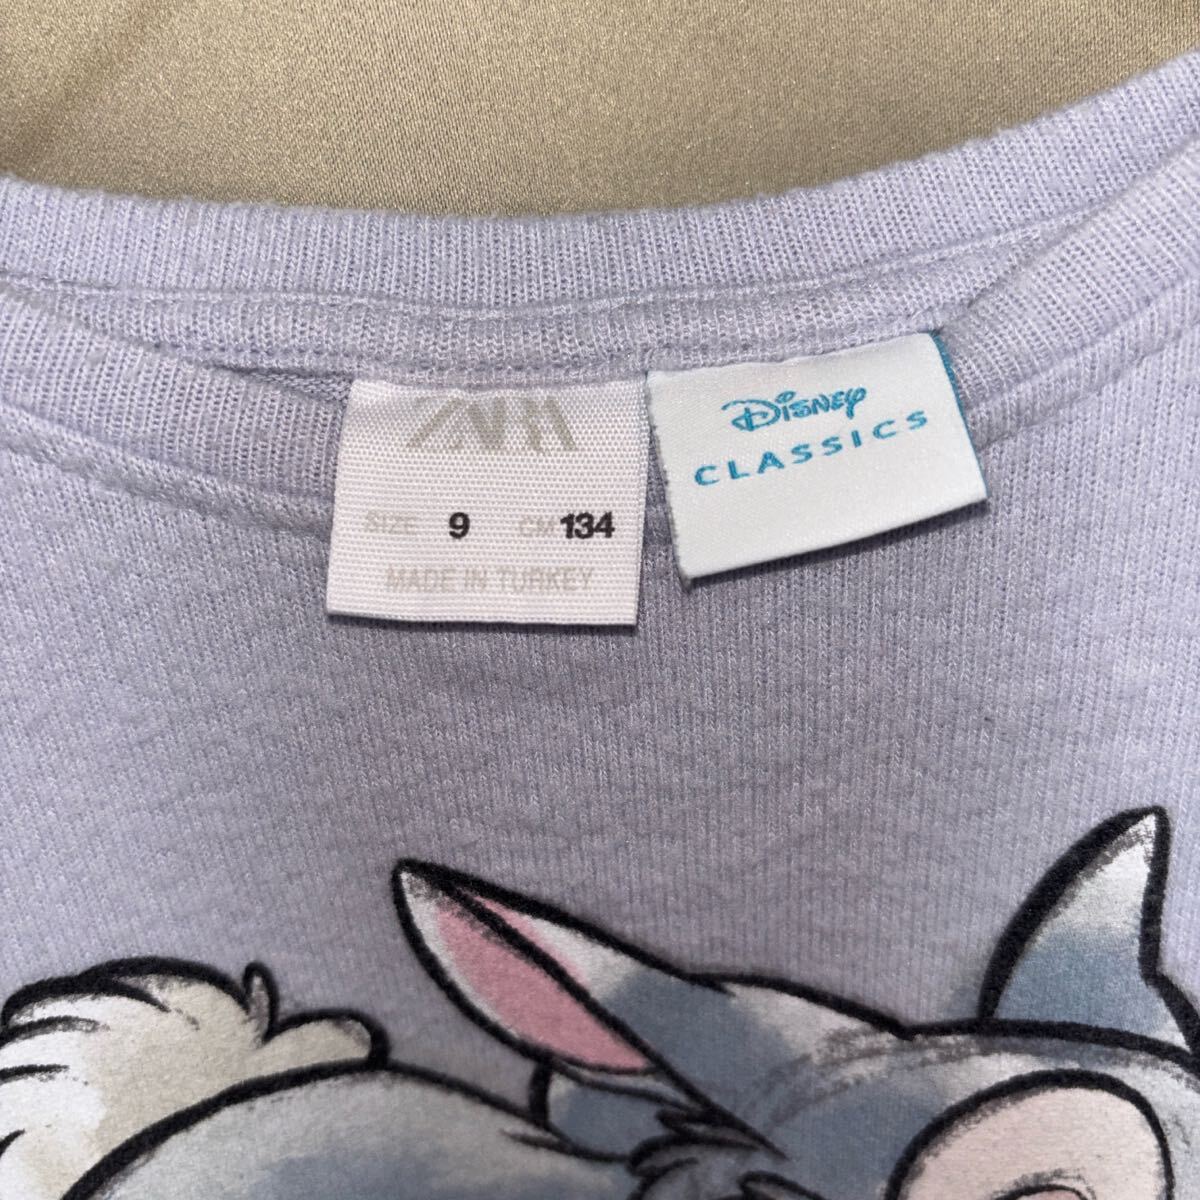 ZARA
SIZE 9 CM 134
MADE IN TURKEY
Disney
CLASSICS